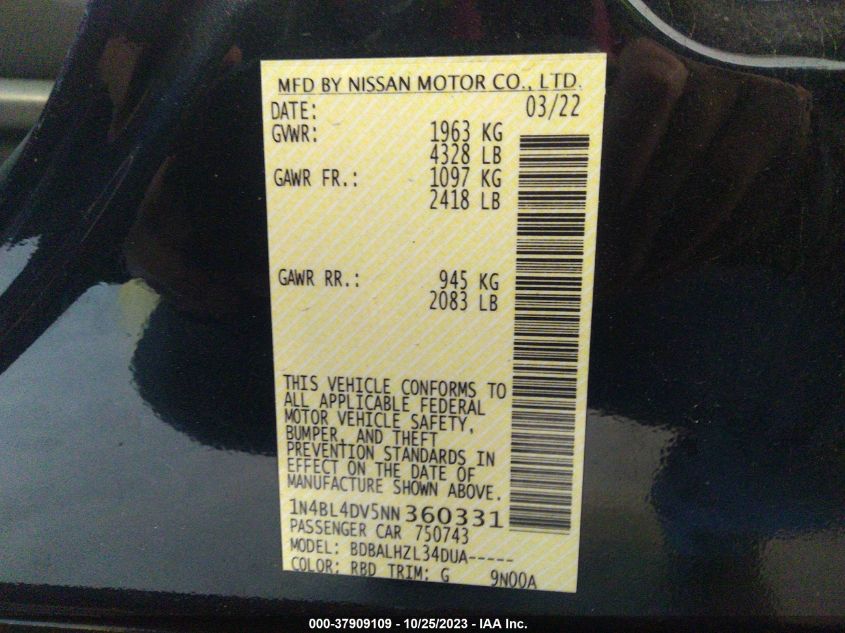 MFD BY NISSAN MOTOR CO., LTD.
DATE: 03/22
GVWR: 1963 KG
4328 LB
GAWR FR.: 1097 KG
2418 LB
GAWR RR.: 945 KG
2083 LB
THIS VEHICLE CONFORMS TO
ALL APPLICABLE FEDERAL
MOTOR VEHICLE SAFETY,
BUMPER, AND THEFT
PREVENTION STANDARDS IN
EFFECT ON THE DATE OF
MANUFACTURE SHOWN ABOVE.
1N4BL4DV5NN360331
PASSENGER CAR 750743
MODEL: BDBALHZL34DUA-----
COLOR: RBD TRIM: G 9N00A
000-37909109 - 10/25/2023 - IAA Inc.